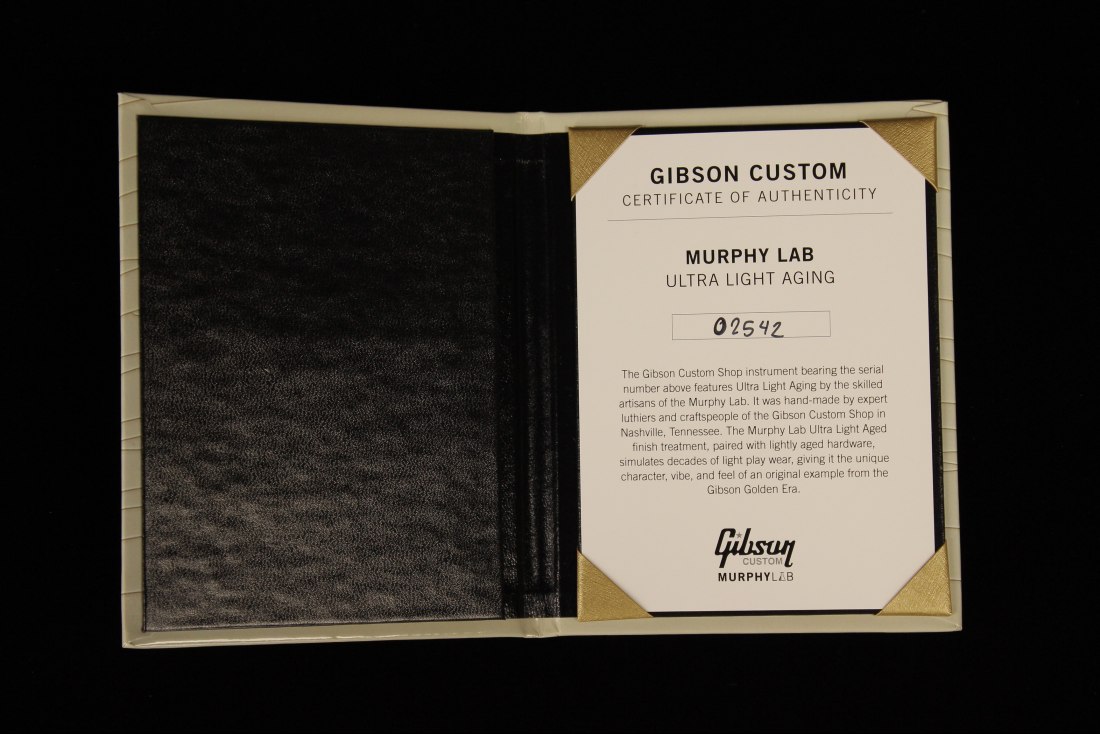 GIBSON CUSTOM
CERTIFICATE OF AUTHENTICITY
MURPHY LAB
ULTRA LIGHT AGING
02542
The Gibson Custom Shop instrument bearing the serial
number above features Ultra Light Aging by the skilled
artisans of the Murphy Lab. It was hand-made by expert
luthiers and craftspeople of the Gibson Custom Shop in
Nashville, Tennessee. The Murphy Lab Ultra Light Aged
finish treatment, paired with lightly aged hardware,
simulates decades of light play wear, giving it the unique
character, vibe, and feel of an original example from the
Gibson Golden Era.
Gibson
CUSTOM
MURPHYLAB